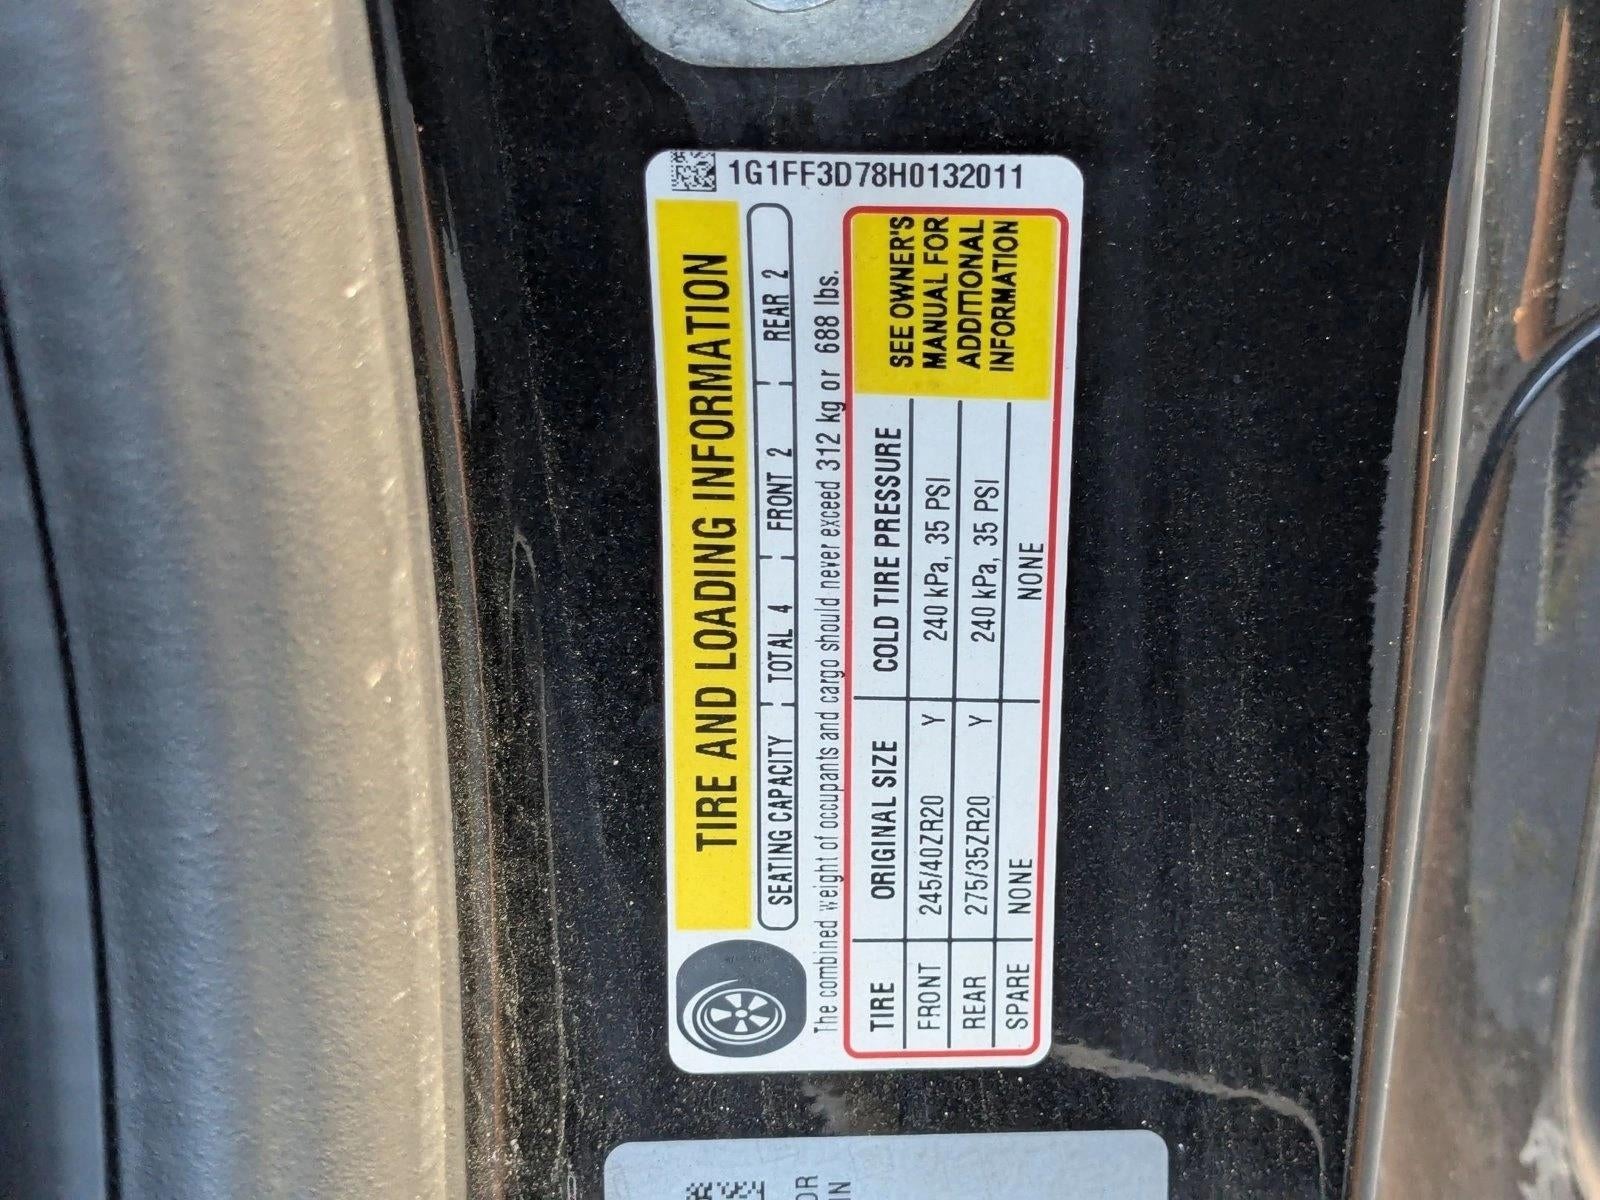 1G1FF3D78H0132011
TIRE AND LOADING INFORMATION
SEATING CAPACITY TOTAL 4 FRONT 2 REAR 2
The combined weight of occupants and cargo should never exceed 312 kg or 688 lbs.
TIRE ORIGINAL SIZE COLD TIRE PRESSURE
FRONT 245/40ZR20 Y 240 kPa, 35 PSI
REAR 275/35ZR20 Y 240 kPa, 35 PSI
SPARE NONE NONE
SEE OWNER'S
MANUAL FOR
ADDITIONAL
INFORMATION